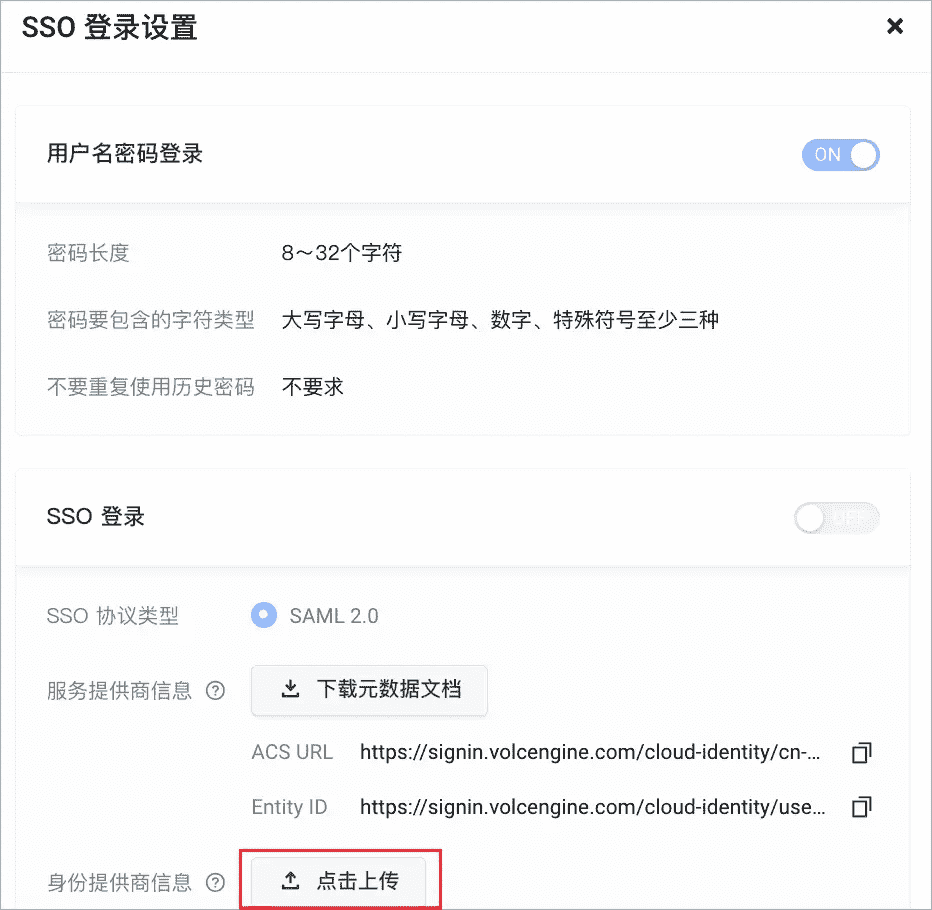 SSO 登录设置
用户名密码登录
ON
密码长度 8～32个字符
密码要包含的字符类型 大写字母、小写字母、数字、特殊符号至少三种
不要重复使用历史密码 不要求
SSO 登录
OFF
SSO 协议类型 SAML 2.0
服务提供商信息 下载元数据文档
ACS URL https://signin.volcengine.com/cloud-identity/cn-...
Entity ID https://signin.volcengine.com/cloud-identity/use...
身份提供商信息 点击上传